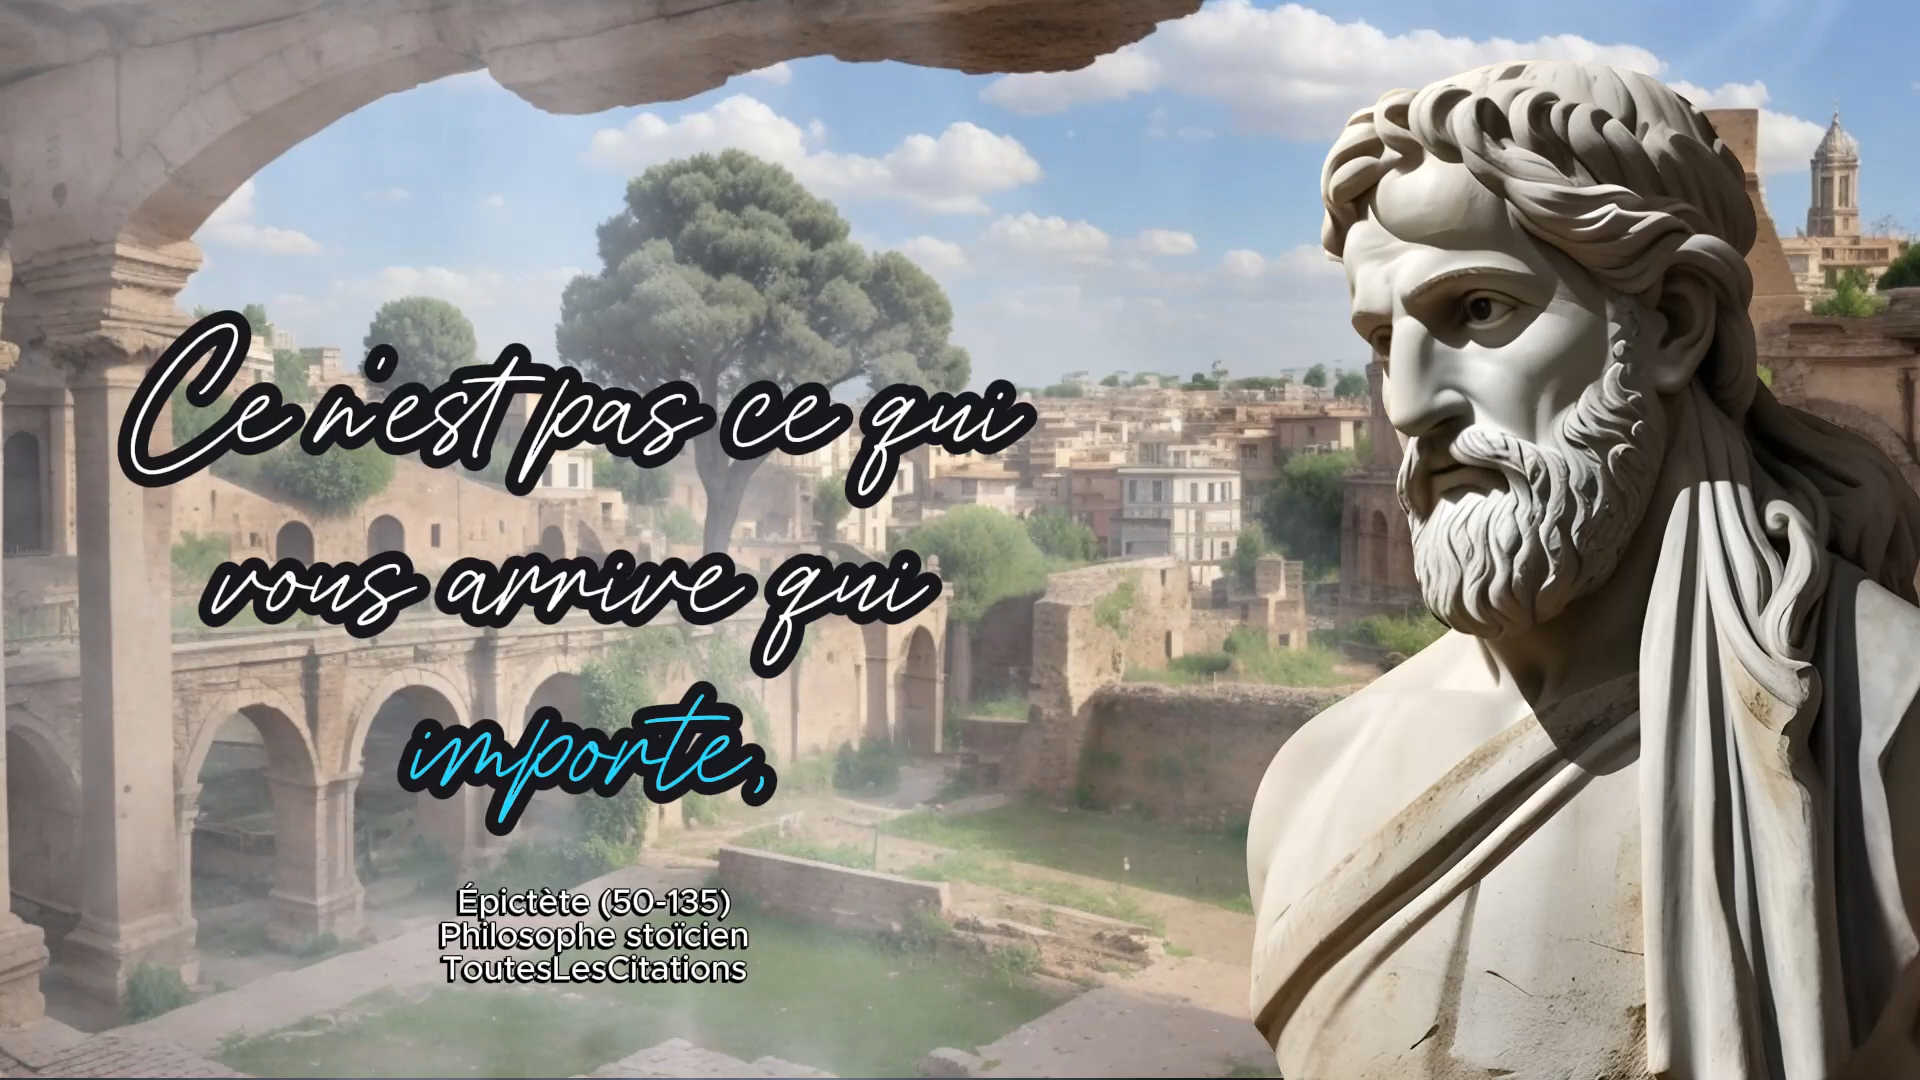 Ce n'est pas ce qui
vous arrive qui
importe,
Épictète (50-135)
Philosophe stoïcien
ToutesLesCitations